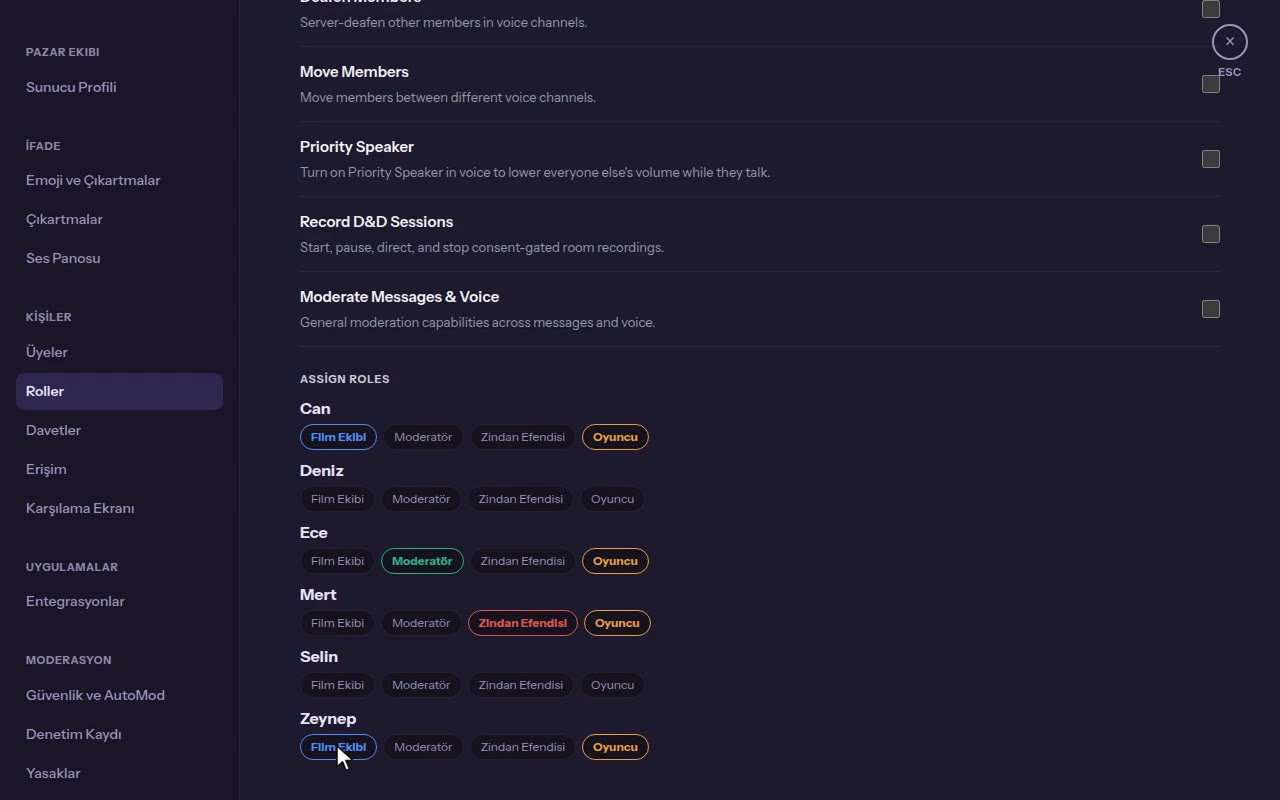 PAZAR EKIBI
Sunucu Profili
İFADE
Emoji ve Çıkartmalar
Çıkartmalar
Ses Panosu
KİŞİLER
Üyeler
Roller
Davetler
Erişim
Karşılama Ekranı
UYGULAMALAR
Entegrasyonlar
MODERASYON
Güvenlik ve AutoMod
Denetim Kaydı
Yasaklar
Deafen Members
Server-deafen other members in voice channels.
×
ESC
Move Members
Move members between different voice channels.
Priority Speaker
Turn on Priority Speaker in voice to lower everyone else's volume while they talk.
Record D&D Sessions
Start, pause, direct, and stop consent-gated room recordings.
Moderate Messages & Voice
General moderation capabilities across messages and voice.
ASSİGN ROLES
Can
Film Ekibi Moderatör Zindan Efendisi Oyuncu
Deniz
Film Ekibi Moderatör Zindan Efendisi Oyuncu
Ece
Film Ekibi Moderatör Zindan Efendisi Oyuncu
Mert
Film Ekibi Moderatör Zindan Efendisi Oyuncu
Selin
Film Ekibi Moderatör Zindan Efendisi Oyuncu
Zeynep
Film Ekibi Moderatör Zindan Efendisi Oyuncu